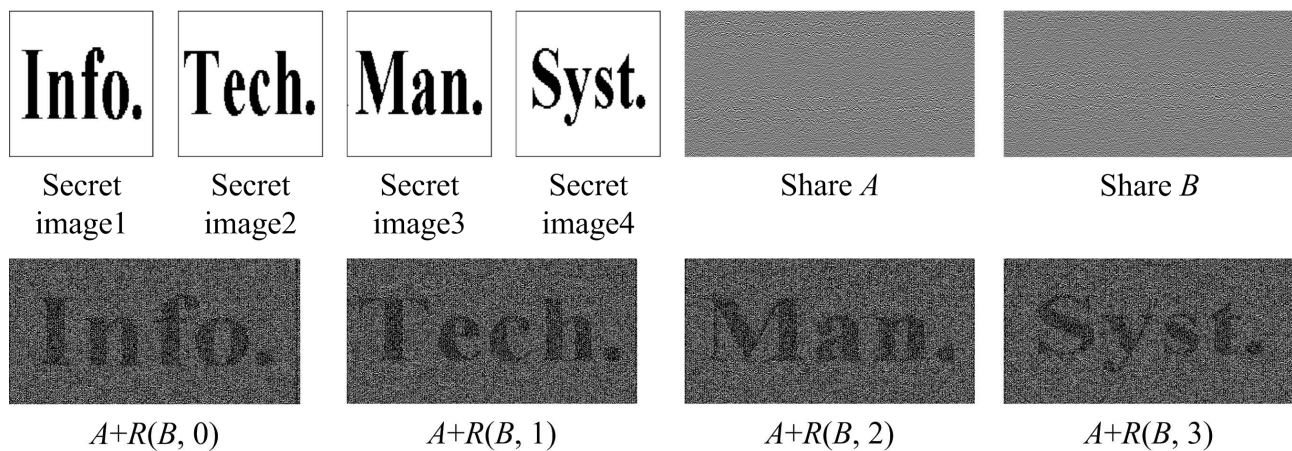 Info. Tech. Man. Syst.
Secret image1 Secret image2 Secret image3 Secret image4 Share A Share B
Info. Tech. Man. Syst.
A+R(B, 0) A+R(B, 1) A+R(B, 2) A+R(B, 3)